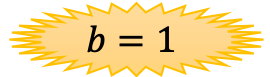 b = 1